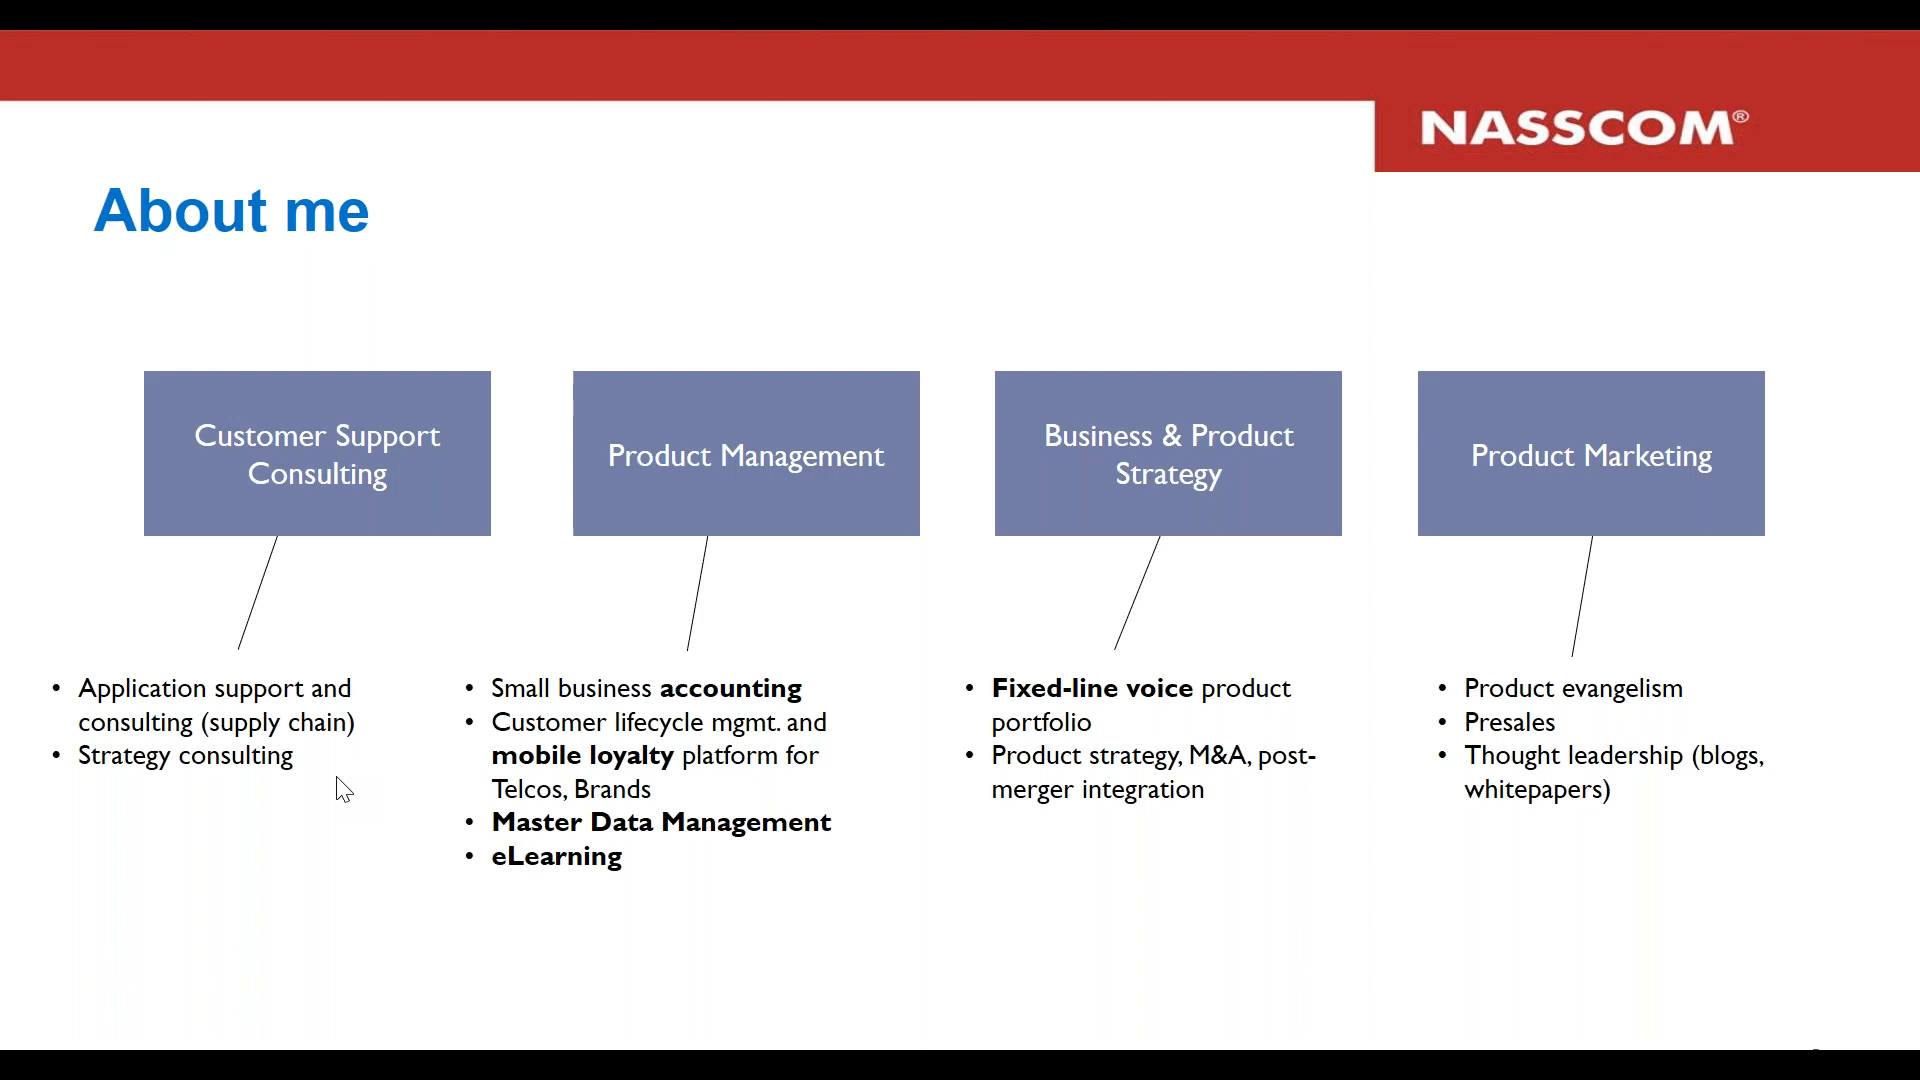 NASSCOM®
About me
Customer Support
Consulting
Product Management
Business & Product
Strategy
Product Marketing
• Application support and
consulting (supply chain)
• Strategy consulting
• Small business accounting
• Customer lifecycle mgmt. and
mobile loyalty platform for
Telcos, Brands
• Master Data Management
• eLearning
• Fixed-line voice product
portfolio
• Product strategy, M&A, post-
merger integration
• Product evangelism
• Presales
• Thought leadership (blogs,
whitepapers)